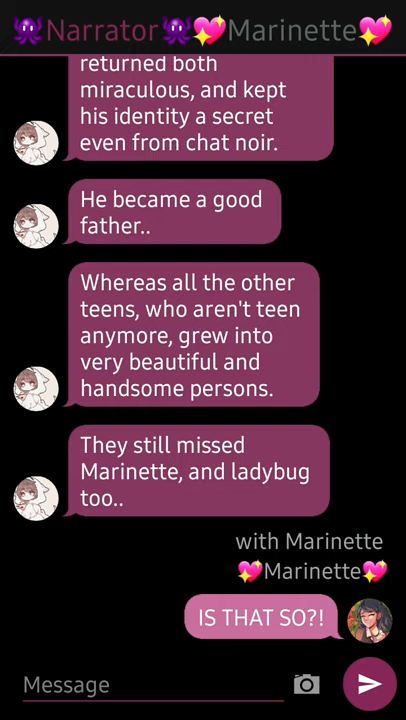 🐙Narrator🐙💖Marinette💖
returned both
miraculous, and kept
his identity a secret
even from chat noir.
He became a good
father..
Whereas all the other
teens, who aren't teen
anymore, grew into
very beautiful and
handsome persons.
They still missed
Marinette, and ladybug
too..
with Marinette
💖Marinette💖
IS THAT SO?!
Message